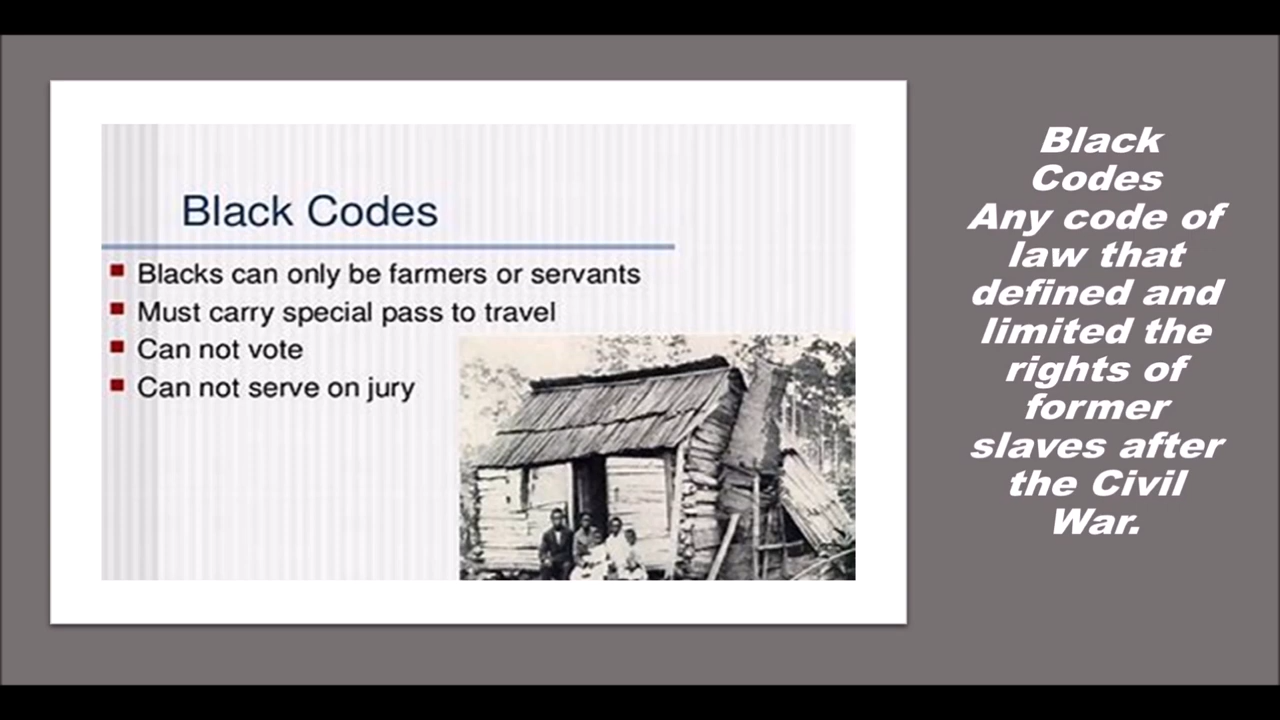 Black Codes
Blacks can only be farmers or servants
Must carry special pass to travel
Can not vote
Can not serve on jury
Black
Codes
Any code of
law that
defined and
limited the
rights of
former
slaves after
the Civil
War.